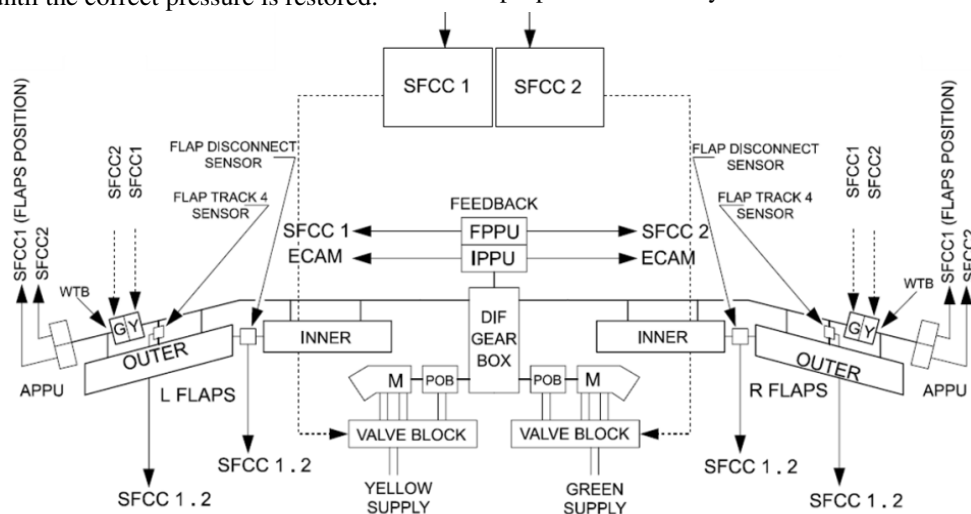 until the correct pressure is restored.
SFCC 1
SFCC 2
SFCC1 (FLAPS POSITION)
SFCC2
SFCC2
SFCC1
FLAP DISCONNECT
SENSOR
FLAP TRACK 4
SENSOR
FEEDBACK
SFCC 1
FPPU
SFCC 2
ECAM
IPPU
ECAM
FLAP DISCONNECT
SENSOR
FLAP TRACK 4
SENSOR
SFCC1
SFCC2
SFCC1 (FLAPS POSITION)
SFCC2
WTB
G Y
OUTER
INNER
DIF
GEAR
BOX
INNER
G Y
WTB
OUTER
APPU
L FLAPS
M
POB
POB
M
R FLAPS
APPU
VALVE BLOCK
VALVE BLOCK
SFCC 1 . 2
SFCC 1 . 2
YELLOW
SUPPLY
GREEN
SUPPLY
SFCC 1 . 2
SFCC 1 . 2